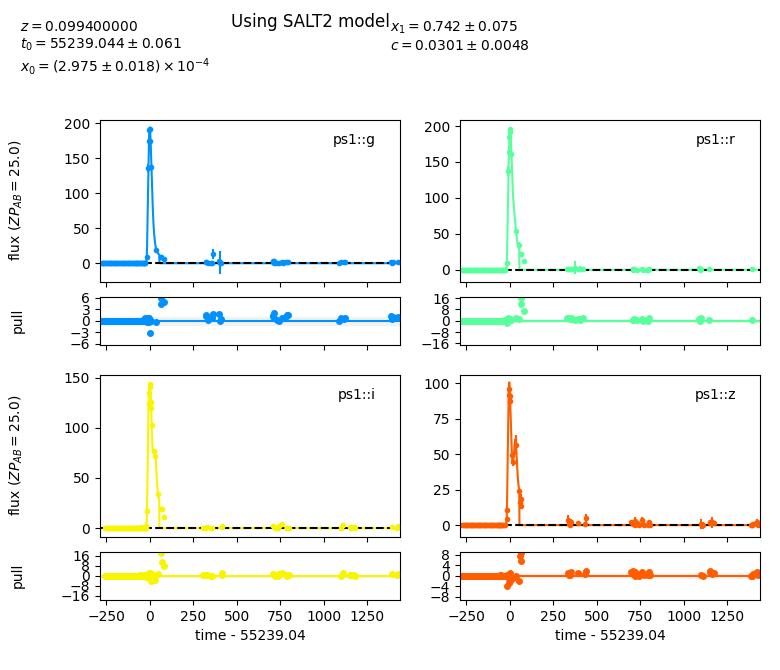 Using SALT2 model
z = 0.099400000
t₀ = 55239.044 ± 0.061
x₀ = (2.975 ± 0.018) × 10⁻⁴
x₁ = 0.742 ± 0.075
c = 0.0301 ± 0.0048
flux (ZP_AB = 25.0)
200
150
100
50
0
ps1::g
200
150
100
50
0
ps1::r
pull
6
3
0
−3
−6
16
8
0
−8
−16
flux (ZP_AB = 25.0)
150
100
50
0
ps1::i
100
75
50
25
0
ps1::z
pull
16
8
0
−8
−16
8
4
0
−4
−8
−250 0 250 500 750 1000 1250
−250 0 250 500 750 1000 1250
time - 55239.04
time - 55239.04